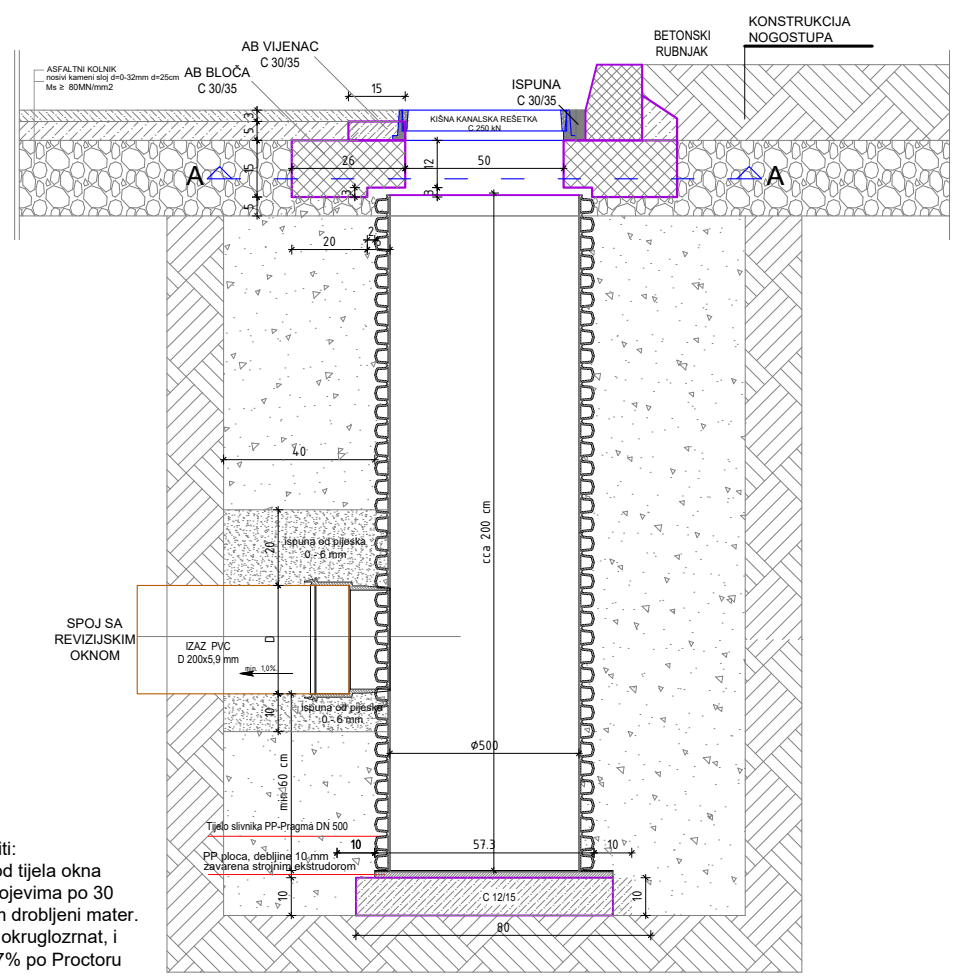 KONSTRUKCIJA
NOGOSTUPA
BETONSKI
RUBNJAK
AB VIJENAC
C 30/35
AB BLOČA
C 30/35
ASFALTNI KOLNIK
nosivi kameni sloj d=0-32mm d=25cm
Ms ≥ 80MN/mm2
ISPUNA
C 30/35
15
KIŠNA KANALSKA REŠETKA
C 250 kN
3
5
15
5
26
12
50
3
3
A
A
20
2
6
40
cca 200 cm
20
ispuna od pijeska
0 - 6 mm
SPOJ SA
REVIZIJSKIM
OKNOM
IZAZ PVC
D 200x5,9 mm
min. 1,0%
D
10
ispuna od pijeska
0 - 6 mm
ø500
min 60 cm
Tijelo slivnika PP-Pragma DN 500
10
57.3
10
PP ploca, debljine 10 mm
zavarena strojnim ekstrudorom
10
C 12/15
10
80
iti:
od tijela okna
ojevima po 30
m drobljeni mater.
okruglozrnat, i
7% po Proctoru